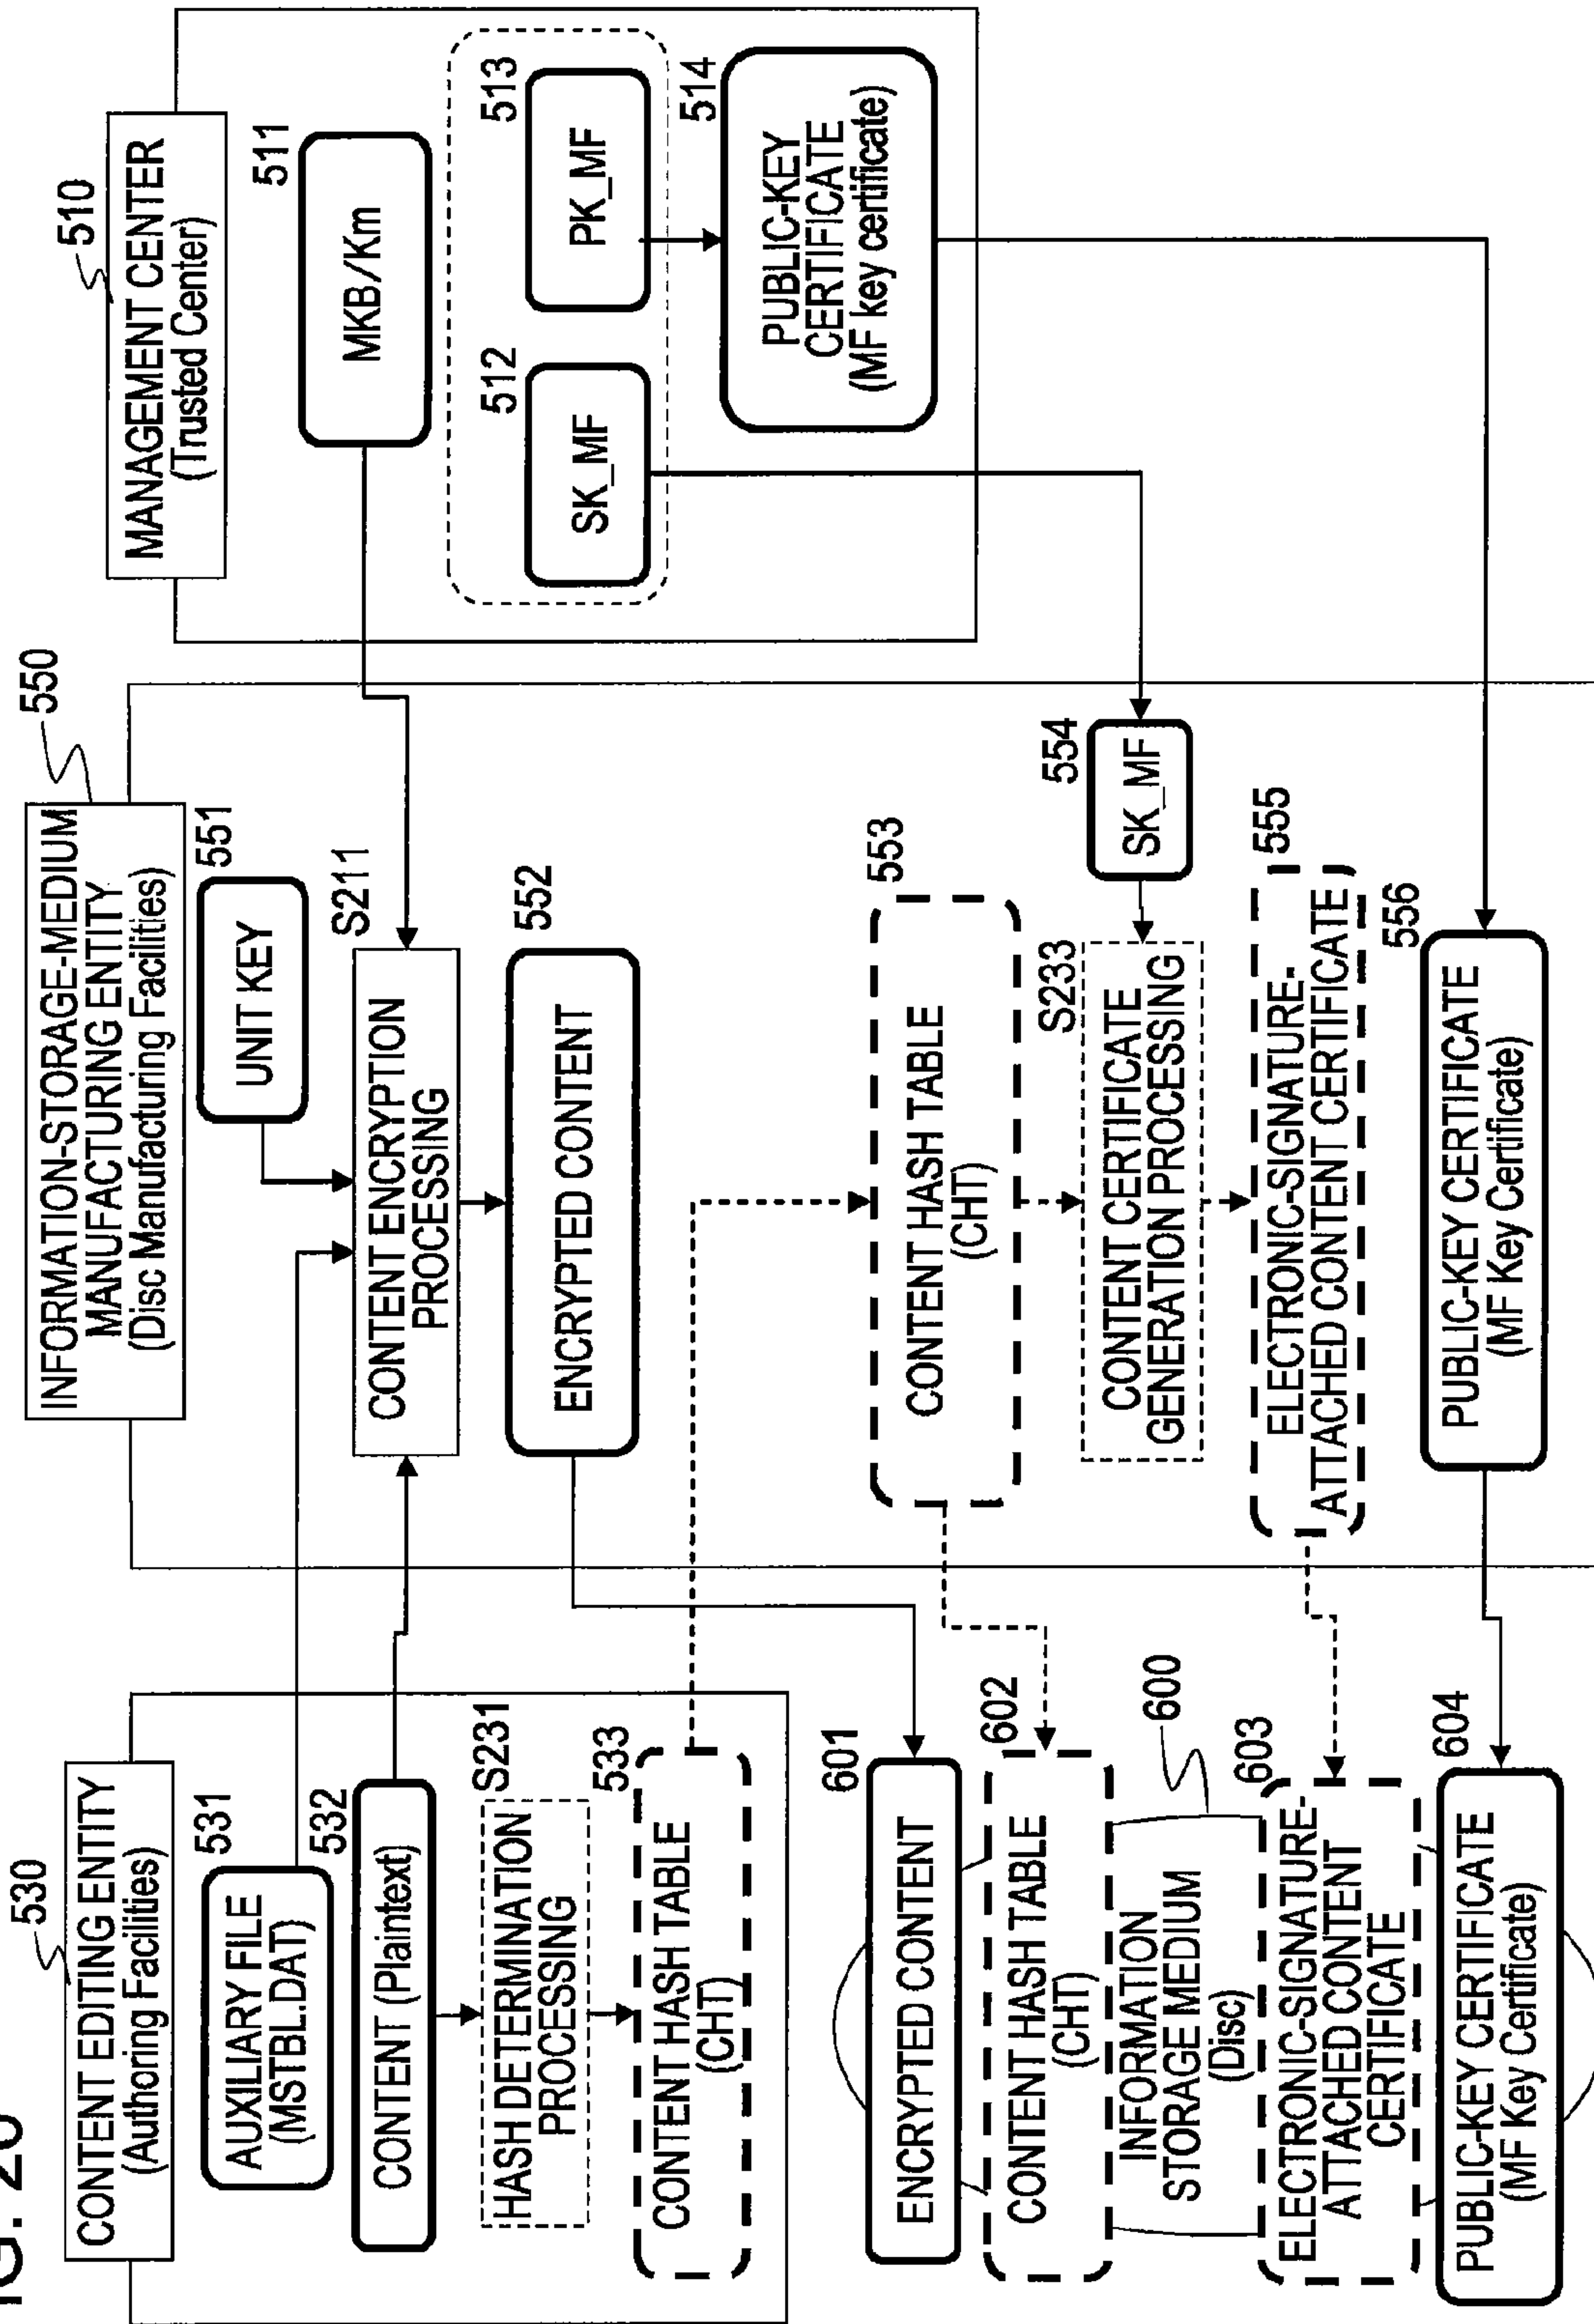 FIG. 26
530
CONTENT EDITING ENTITY
(Authoring Facilities)
531
AUXILIARY FILE
(MSTBL.DAT)
532
CONTENT (Plaintext)
S231
HASH DETERMINATION
PROCESSING
533
CONTENT HASH TABLE
(CHT)
550
INFORMATION-STORAGE-MEDIUM
MANUFACTURING ENTITY
(Disc Manufacturing Facilities)
551
UNIT KEY
S211
CONTENT ENCRYPTION
PROCESSING
552
ENCRYPTED CONTENT
553
CONTENT HASH TABLE
(CHT)
554
SK_MF
S233
CONTENT CERTIFICATE
GENERATION PROCESSING
555
ELECTRONIC-SIGNATURE-
ATTACHED CONTENT CERTIFICATE
556
PUBLIC-KEY CERTIFICATE
(MF Key Certificate)
510
MANAGEMENT CENTER
(Trusted Center)
511
MKB/Km
512
SK_MF
513
PK_MF
514
PUBLIC-KEY
CERTIFICATE
(MF key certificate)
601
ENCRYPTED CONTENT
602
CONTENT HASH TABLE
(CHT)
600
INFORMATION
STORAGE MEDIUM
(Disc)
603
ELECTRONIC-SIGNATURE-
ATTACHED CONTENT
CERTIFICATE
604
PUBLIC-KEY CERTIFICATE
(MF Key Certificate)